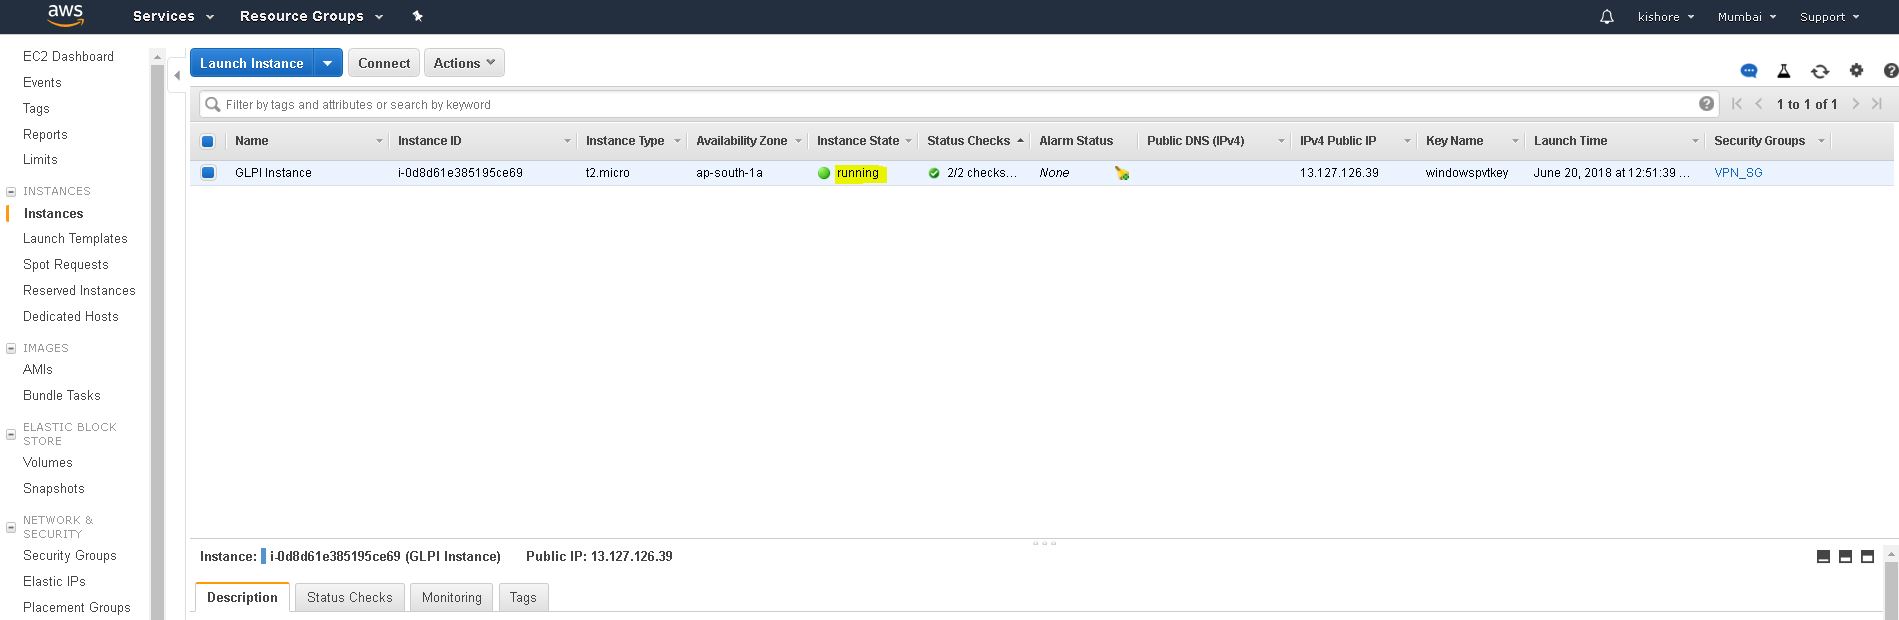 aws Services Resource Groups kishore Mumbai Support
EC2 Dashboard
Events
Tags
Reports
Limits
INSTANCES
Instances
Launch Templates
Spot Requests
Reserved Instances
Dedicated Hosts
IMAGES
AMIs
Bundle Tasks
ELASTIC BLOCK
STORE
Volumes
Snapshots
NETWORK &
SECURITY
Security Groups
Elastic IPs
Placement Groups
Launch Instance Connect Actions
Filter by tags and attributes or search by keyword 1 to 1 of 1
Name Instance ID Instance Type Availability Zone Instance State Status Checks Alarm Status Public DNS (IPv4) IPv4 Public IP Key Name Launch Time Security Groups
GLPI Instance i-0d8d61e385195ce69 t2.micro ap-south-1a running 2/2 checks... None 13.127.126.39 windowspvtkey June 20, 2018 at 12:51:39 ... VPN_SG
Instance: i-0d8d61e385195ce69 (GLPI Instance) Public IP: 13.127.126.39
Description Status Checks Monitoring Tags